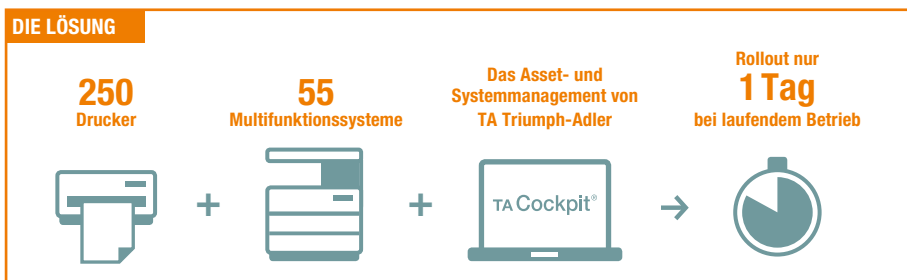 DIE LÖSUNG
250
Drucker
55
Multifunktionssysteme
Das Asset- und
Systemmanagement von
TA Triumph-Adler
Rollout nur
1 Tag
bei laufendem Betrieb
+
+
TA Cockpit®
→